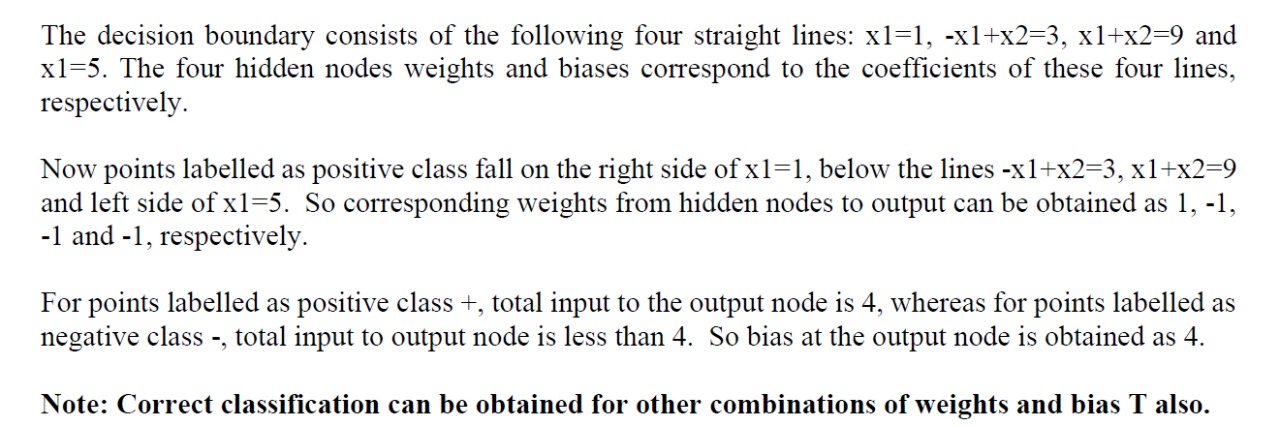 The decision boundary consists of the following four straight lines: x1=1, -x1+x2=3, x1+x2=9 and
x1=5. The four hidden nodes weights and biases correspond to the coefficients of these four lines,
respectively.
Now points labelled as positive class fall on the right side of x1=1, below the lines -x1+x2=3, x1+x2=9
and left side of x1=5. So corresponding weights from hidden nodes to output can be obtained as 1, -1,
-1 and -1, respectively.
For points labelled as positive class +, total input to the output node is 4, whereas for points labelled as
negative class -, total input to output node is less than 4. So bias at the output node is obtained as 4.
Note: Correct classification can be obtained for other combinations of weights and bias T also.